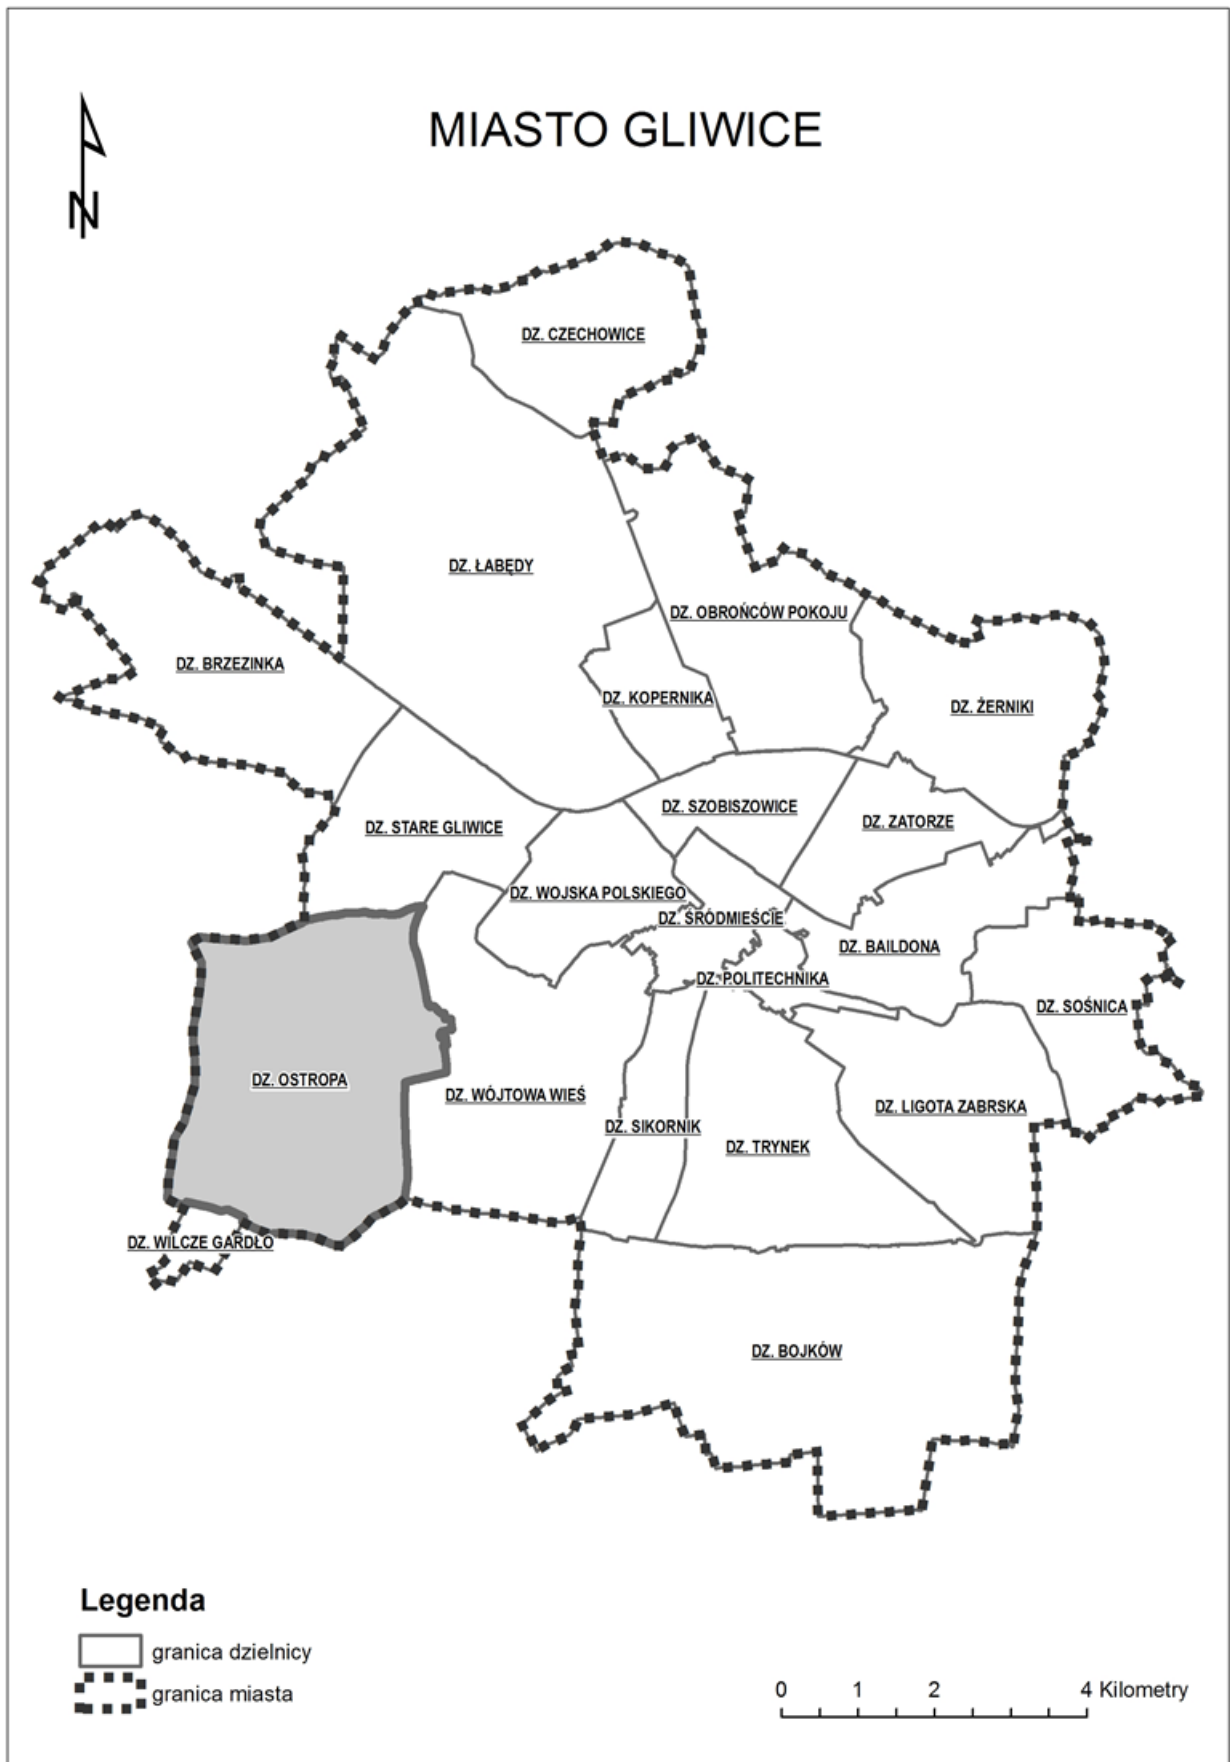 MIASTO GLIWICE
N
DZ. CZECHOWICE
DZ. ŁABĘDY
DZ. OBROŃCÓW POKOJU
DZ. BRZEZINKA
DZ. KOPERNIKA
DZ. ŻERNIKI
DZ. SZOBISZOWICE
DZ. STARE GLIWICE
DZ. ZATORZE
DZ. WOJSKA POLSKIEGO
DZ. ŚRÓDMIEŚCIE
DZ. BAILDONA
DZ. POLITECHNIKA
DZ. SOŚNICA
DZ. OSTROPA
DZ. WÓJTOWA WIEŚ
DZ. LIGOTA ZABRSKA
DZ. SIKORNIK
DZ. TRYNEK
DZ. WILCZE GARDŁO
DZ. BOJKÓW
Legenda
granica dzielnicy
granica miasta
0 1 2 4 Kilometry